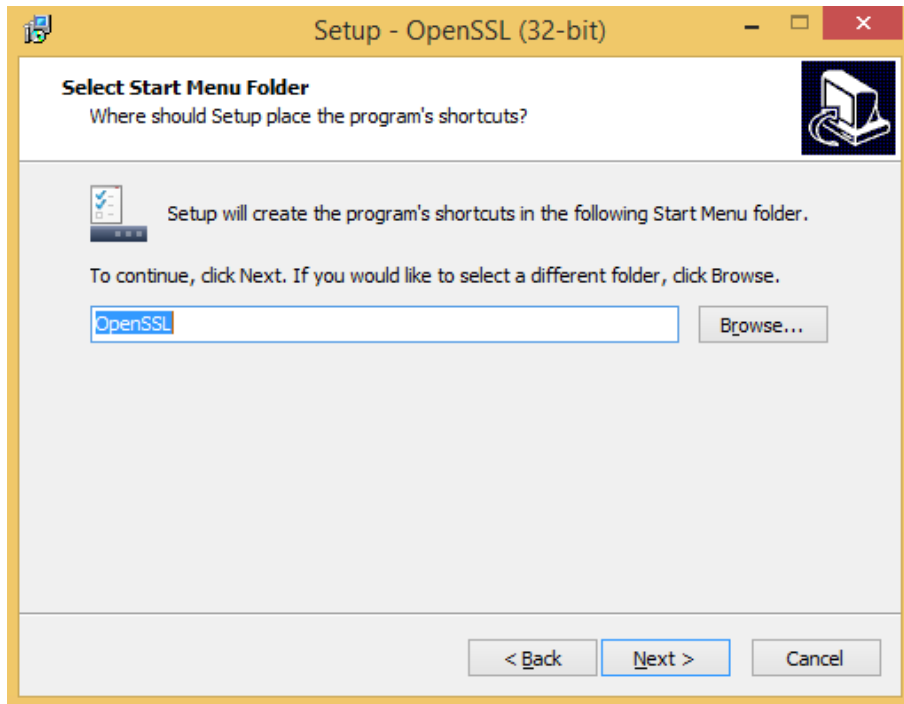 Setup - OpenSSL (32-bit)
Select Start Menu Folder
Where should Setup place the program's shortcuts?
Setup will create the program's shortcuts in the following Start Menu folder.
To continue, click Next. If you would like to select a different folder, click Browse.
OpenSSL
Browse...
< Back
Next >
Cancel